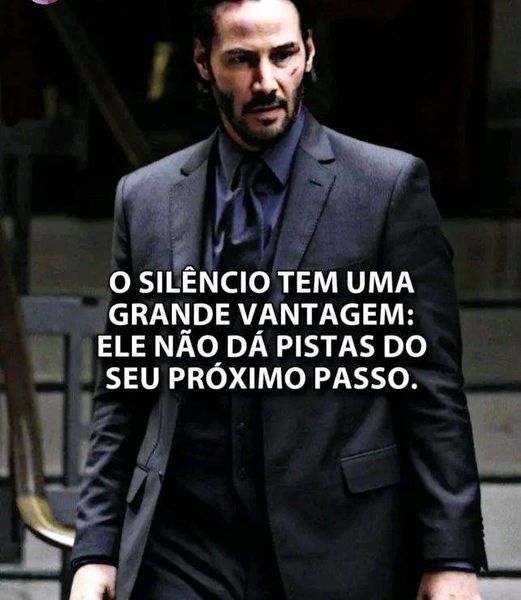 O SILÊNCIO TEM UMA
GRANDE VANTAGEM:
ELE NÃO DÁ PISTAS DO
SEU PRÓXIMO PASSO.